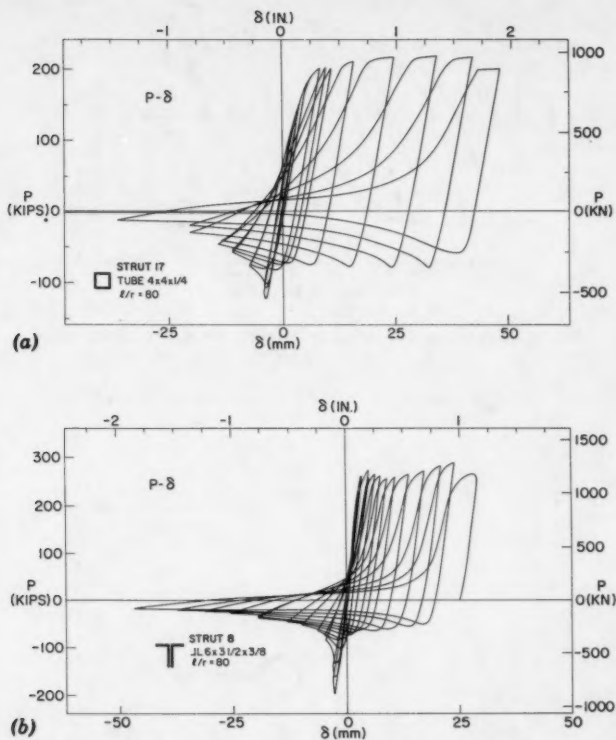 δ (IN.)
-1 0 1 2
200
100
P
(KIPS) 0
-100
P-δ
STRUT 17
TUBE 4x4x1/4
ℓ/r = 80
1000
500
P
0 (KN)
-500
-25 0 25 50
δ (mm)
(a)
δ (IN.)
-2 -1 0 1 2
300
200
100
P
(KIPS) 0
-100
-200
P-δ
STRUT 8
JL 6x3 1/2x3/8
ℓ/r = 80
1500
1000
500
P
0 (KN)
-500
-1000
-50 -25 0 25 50
δ (mm)
(b)